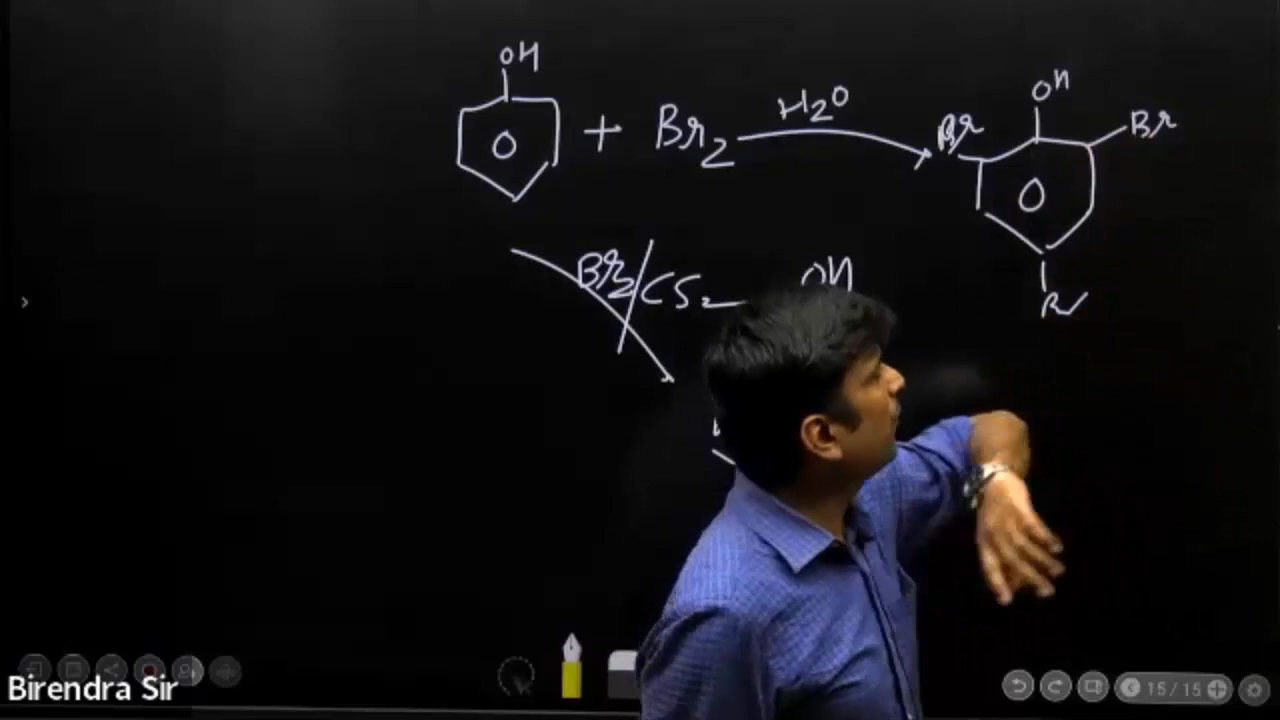 OH
+ Br2 H2O
OH
Br
Br
Br
Br2/CS2
OH
Birendra Sir
15/15